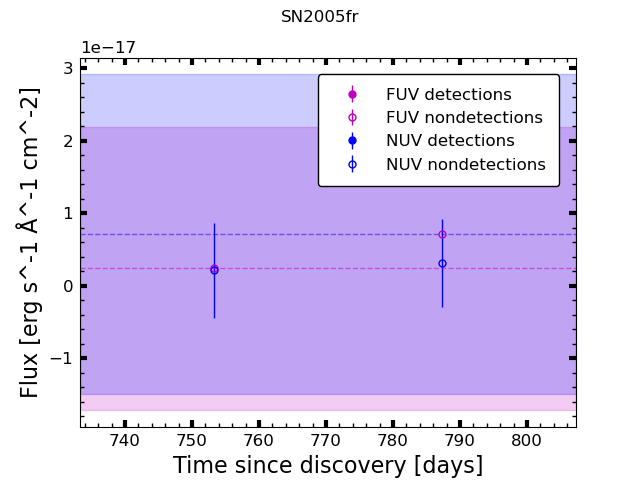 SN2005fr
1e−17
3
2
1
0
−1
Flux [erg s^-1 Å^-1 cm^-2]
FUV detections
FUV nondetections
NUV detections
NUV nondetections
740 750 760 770 780 790 800
Time since discovery [days]